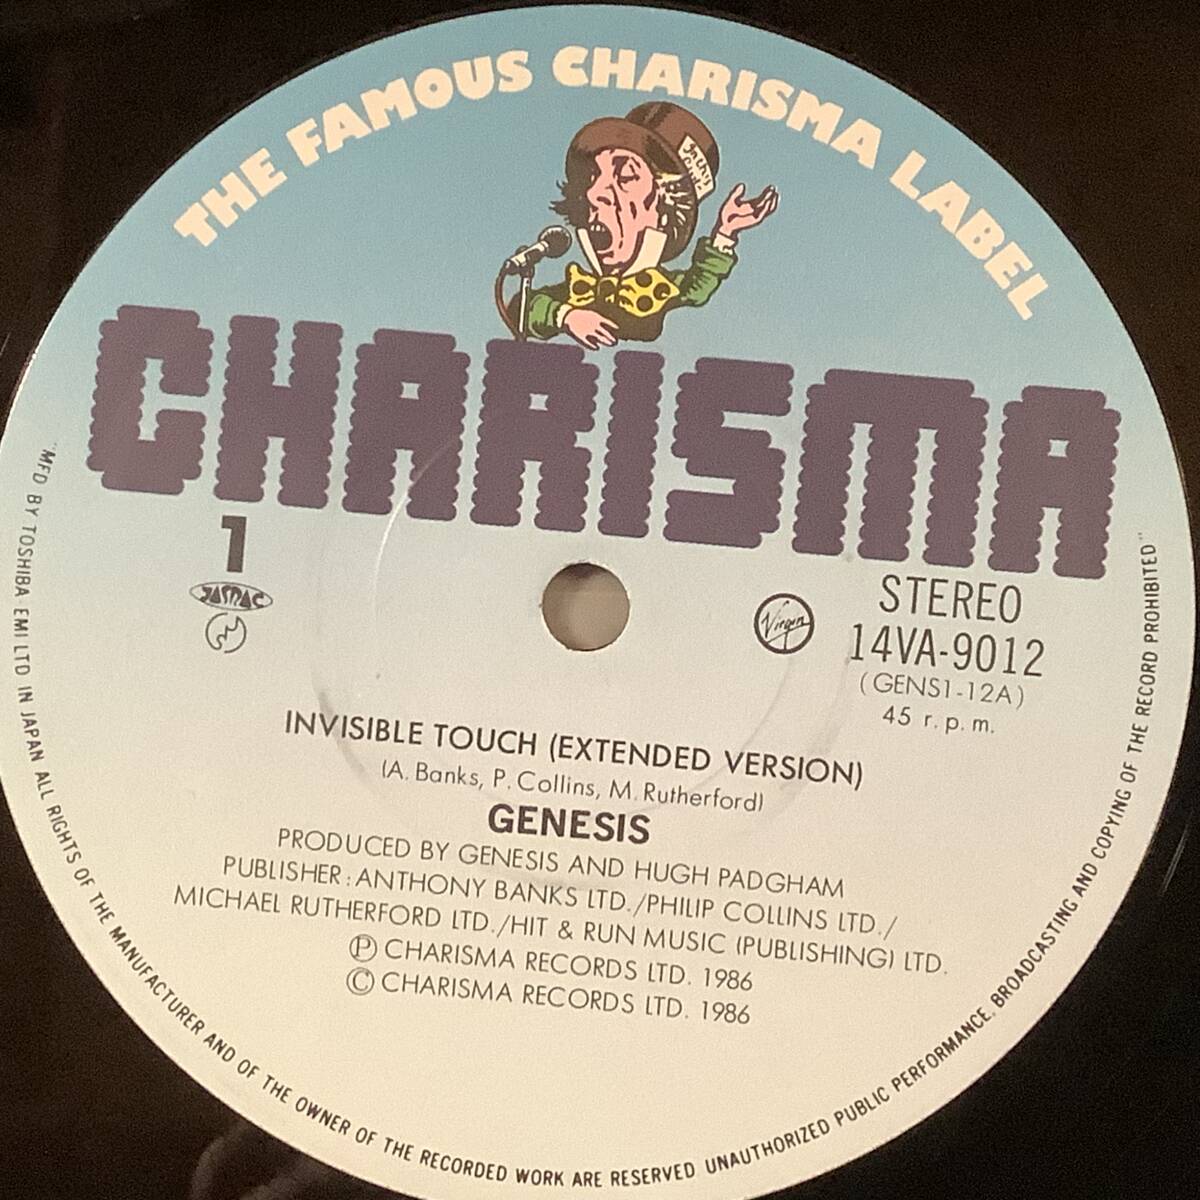 THE FAMOUS CHARISMA LABEL
CHARISMA
1
JASRAC
Virgin
STEREO
14VA-9012
(GENS1-12A)
45 r.p.m.
INVISIBLE TOUCH (EXTENDED VERSION)
(A. Banks, P. Collins, M. Rutherford)
GENESIS
PRODUCED BY GENESIS AND HUGH PADGHAM
PUBLISHER : ANTHONY BANKS LTD./PHILIP COLLINS LTD./
MICHAEL RUTHERFORD LTD./HIT & RUN MUSIC (PUBLISHING) LTD.
Ⓟ CHARISMA RECORDS LTD. 1986
© CHARISMA RECORDS LTD. 1986
"MFD BY TOSHIBA EMI LTD IN JAPAN ALL RIGHTS OF THE MANUFACTURER AND OF THE OWNER OF THE RECORDED WORK ARE RESERVED UNAUTHORIZED PUBLIC PERFORMANCE. BROADCASTING AND COPYING OF THE RECORD PROHIBITED"